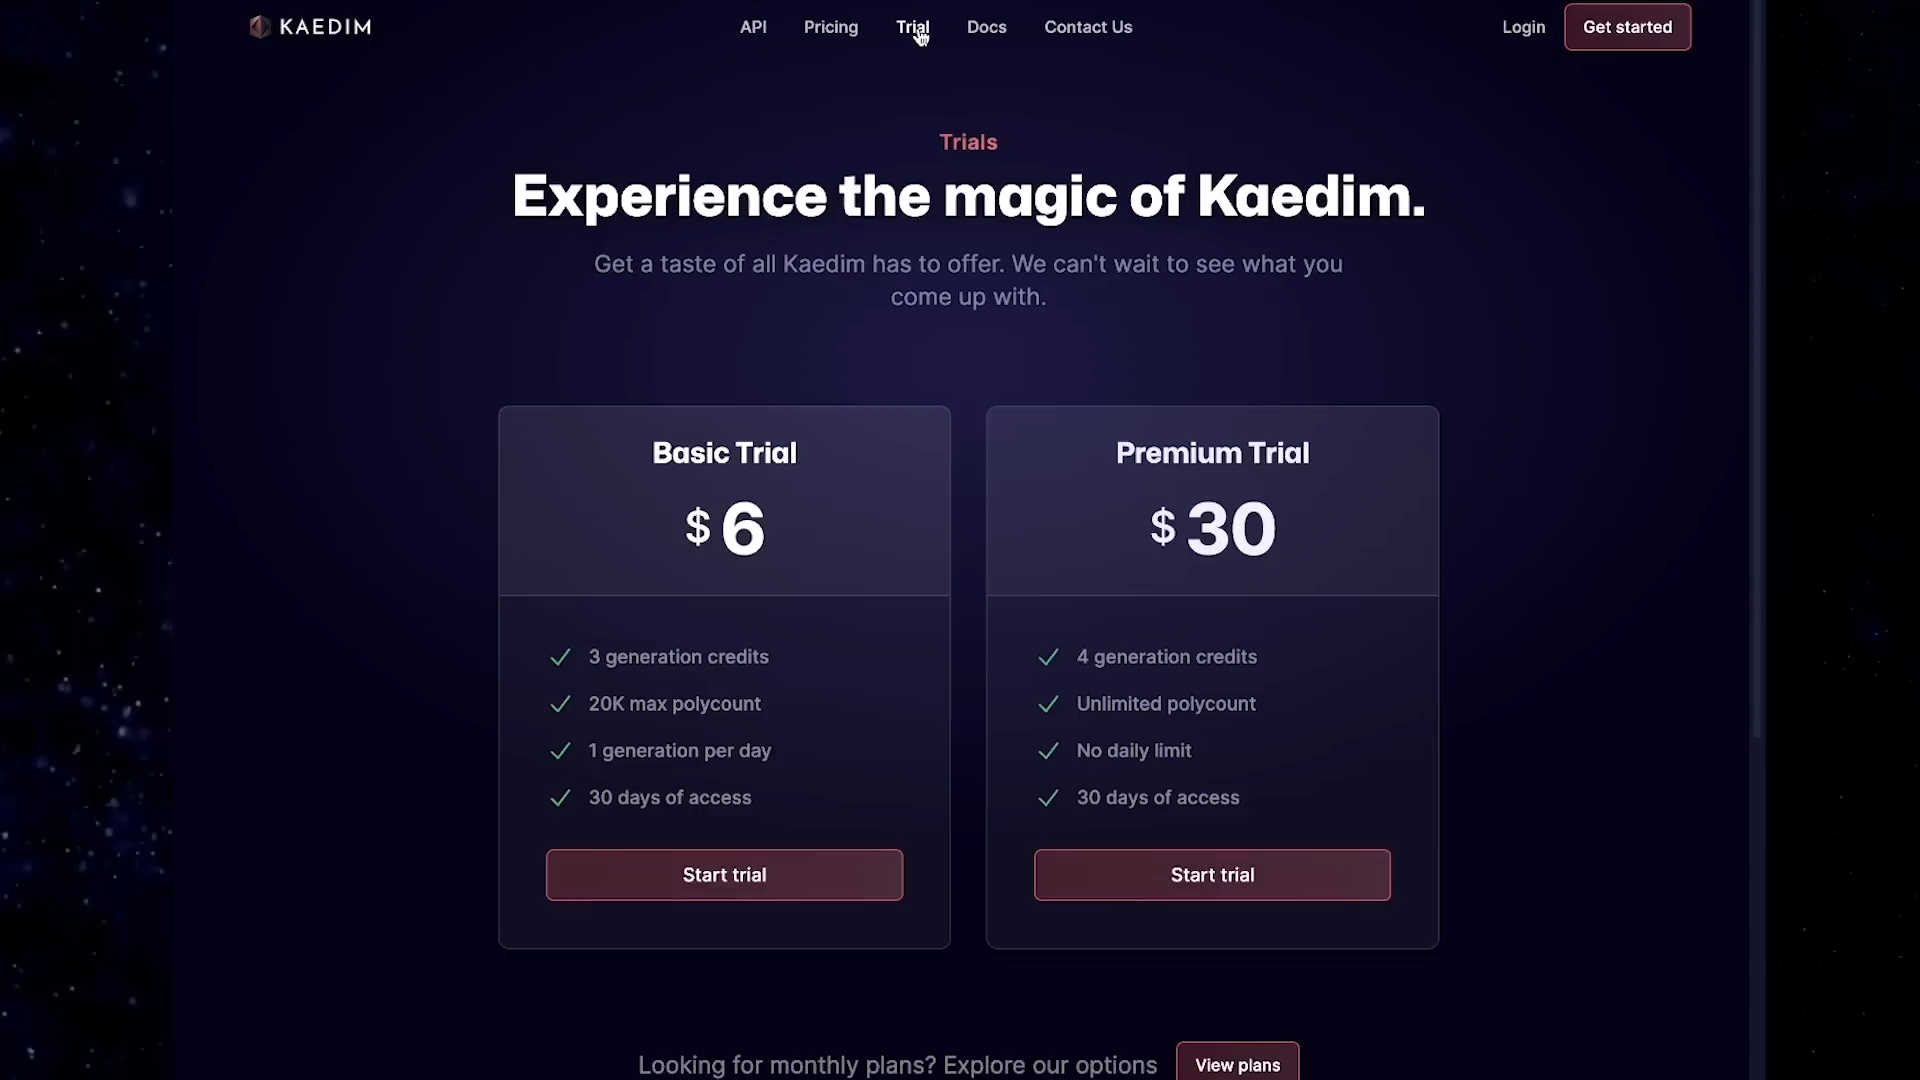 KAEDIM
API Pricing Trial Docs Contact Us
Login Get started
Trials
Experience the magic of Kaedim.
Get a taste of all Kaedim has to offer. We can't wait to see what you
come up with.
Basic Trial
$ 6
3 generation credits
20K max polycount
1 generation per day
30 days of access
Start trial
Premium Trial
$ 30
4 generation credits
Unlimited polycount
No daily limit
30 days of access
Start trial
Looking for monthly plans? Explore our options View plans